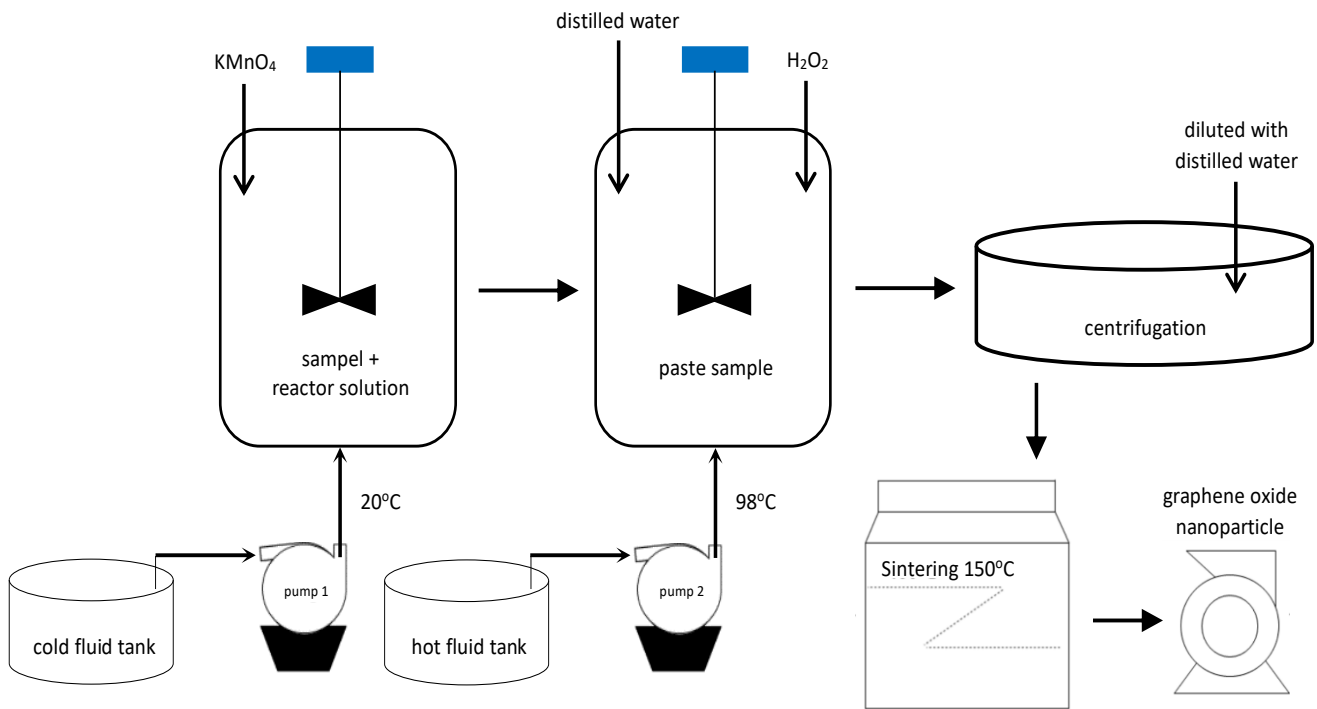 distilled water
KMnO₄
H₂O₂
diluted with
distilled water
sampel +
reactor solution
paste sample
centrifugation
20°C
98°C
graphene oxide
nanoparticle
Sintering 150°C
pump 1
pump 2
cold fluid tank
hot fluid tank